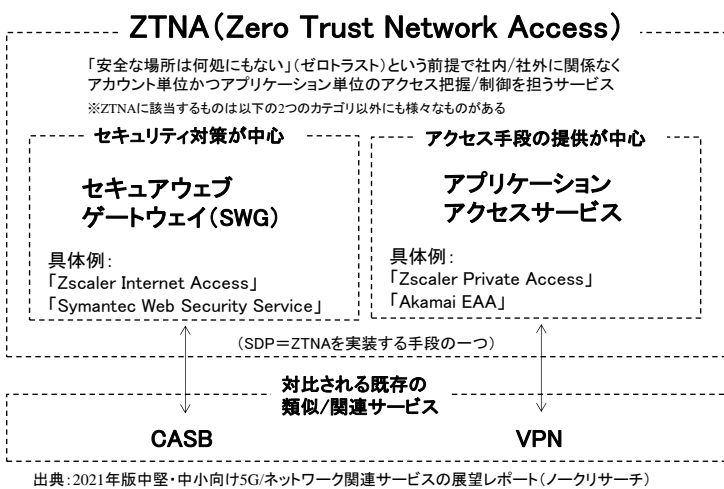 ZTNA(Zero Trust Network Access)
「安全な場所は何処にもない」(ゼロトラスト)という前提で社内/社外に関係なく
アカウント単位かつアプリケーション単位のアクセス把握/制御を担うサービス
※ZTNAに該当するものは以下の2つのカテゴリ以外にも様々なものがある
セキュリティ対策が中心
セキュアウェブ
ゲートウェイ(SWG)
具体例:
「Zscaler Internet Access」
「Symantec Web Security Service」
アクセス手段の提供が中心
アプリケーション
アクセスサービス
具体例:
「Zscaler Private Access」
「Akamai EAA」
(SDP=ZTNAを実装する手段の一つ)
対比される既存の
類似/関連サービス
CASB
VPN
出典:2021年版中堅・中小向け5G/ネットワーク関連サービスの展望レポート(ノークリサーチ)